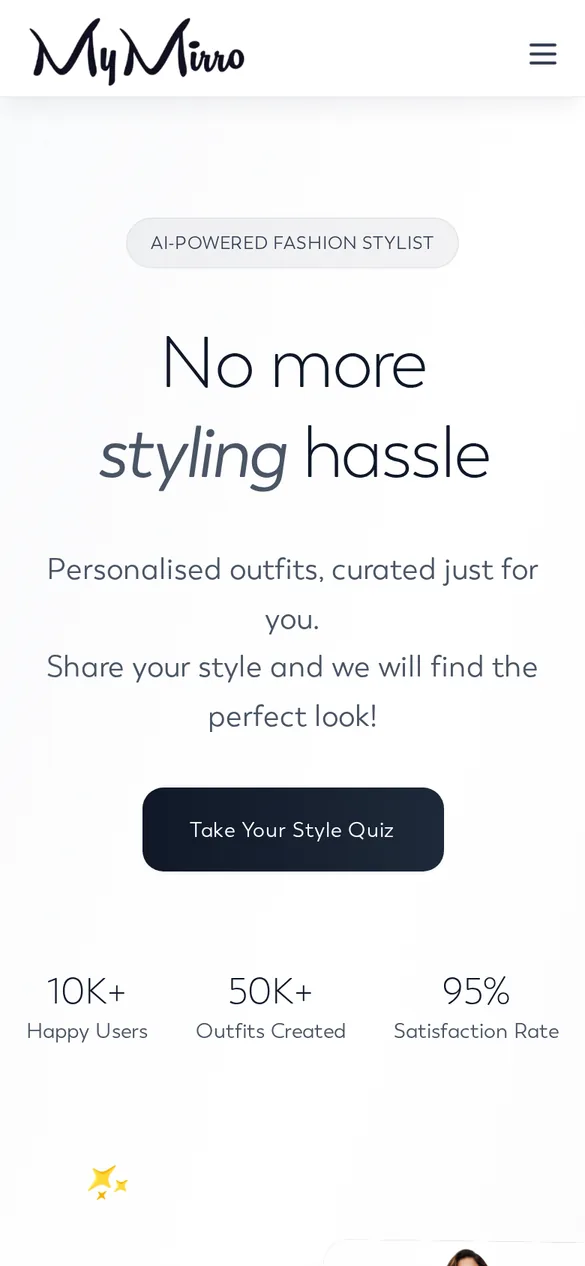 MyMirro
AI-POWERED FASHION STYLIST
No more
styling hassle
Personalised outfits, curated just for
you.
Share your style and we will find the
perfect look!
Take Your Style Quiz
10K+ 50K+ 95%
Happy Users Outfits Created Satisfaction Rate